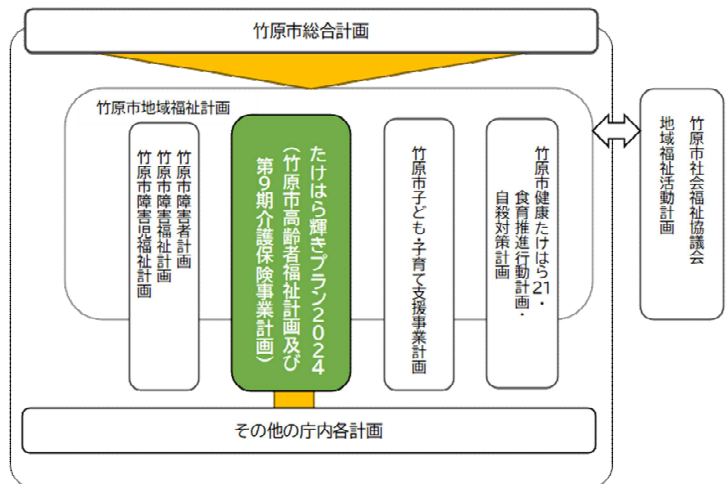 竹原市総合計画
竹原市地域福祉計画
竹原市障害者計画
竹原市障害福祉計画
竹原市障害児福祉計画
たけはら輝きプラン2024
（竹原市高齢者福祉計画及び
第9期介護保険事業計画）
竹原市子ども・子育て支援事業計画
竹原市健康たけはら21・
食育推進行動計画・
自殺対策計画
竹原市社会福祉協議会
地域福祉活動計画
その他の庁内各計画